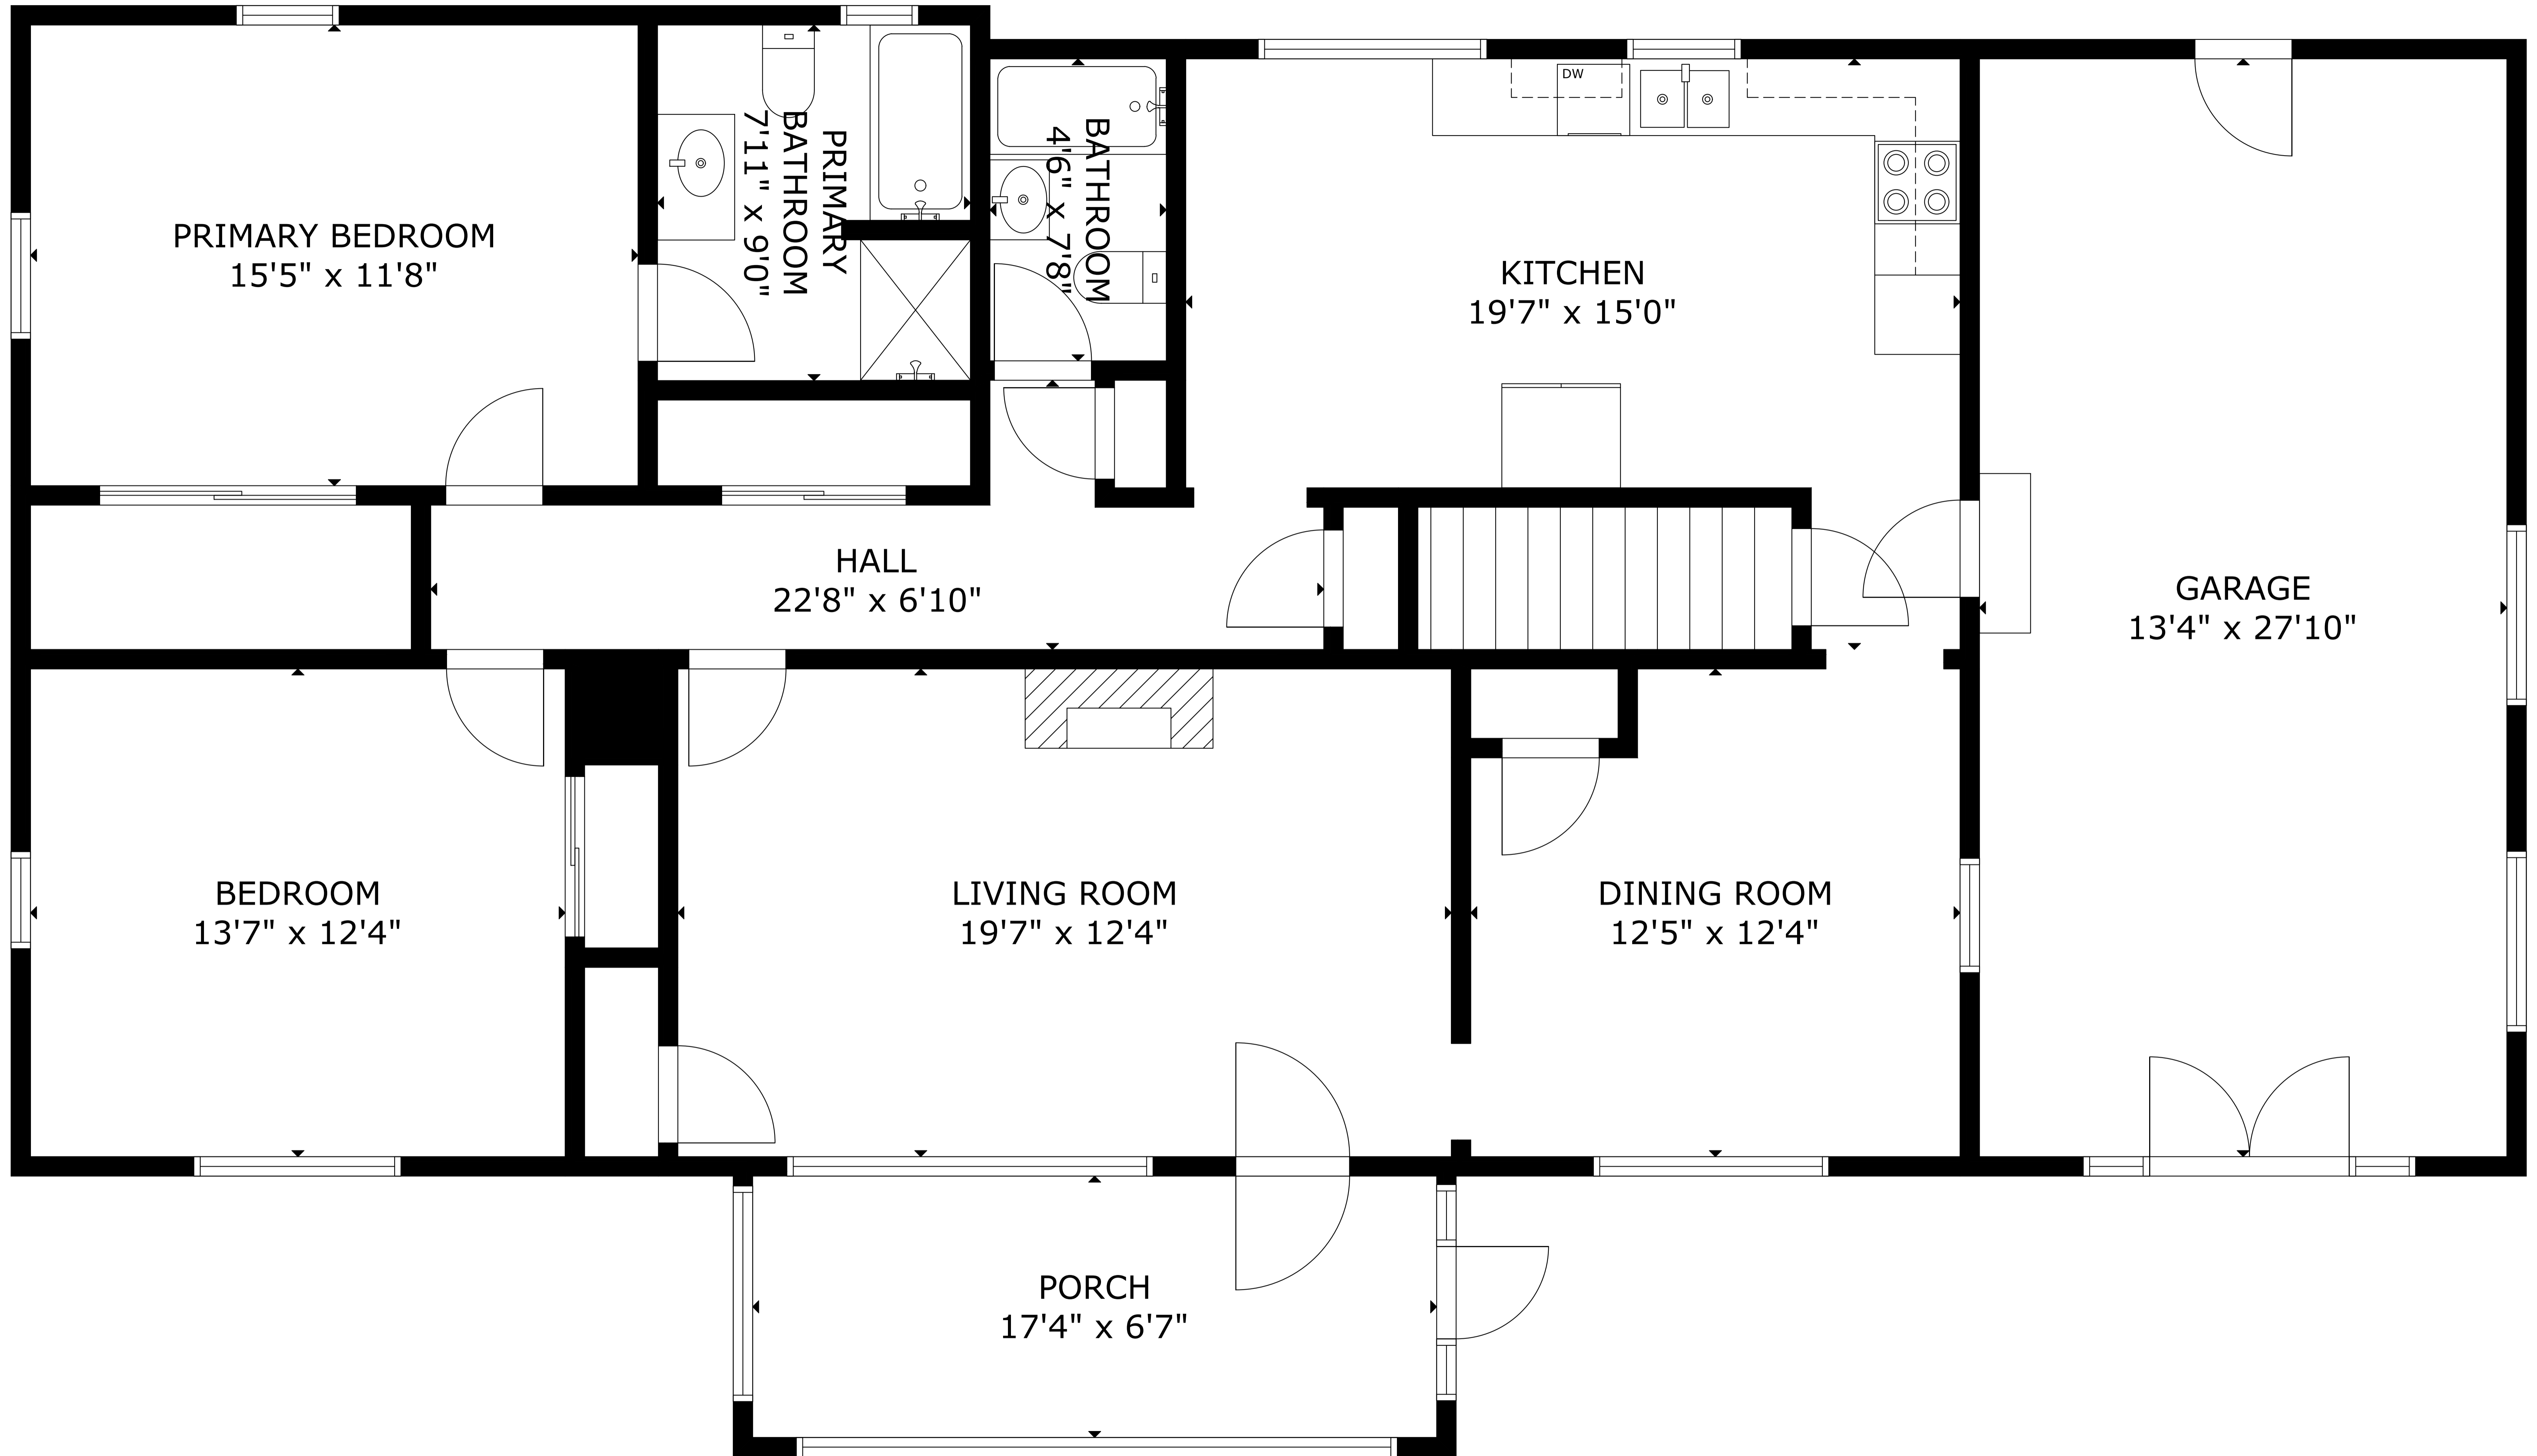 PRIMARY BEDROOM
15'5" x 11'8"
PRIMARY
BATHROOM
7'11" x 9'0"
BATHROOM
4'6" x 7'8"
DW
KITCHEN
19'7" x 15'0"
HALL
22'8" x 6'10"
GARAGE
13'4" x 27'10"
BEDROOM
13'7" x 12'4"
LIVING ROOM
19'7" x 12'4"
DINING ROOM
12'5" x 12'4"
PORCH
17'4" x 6'7"